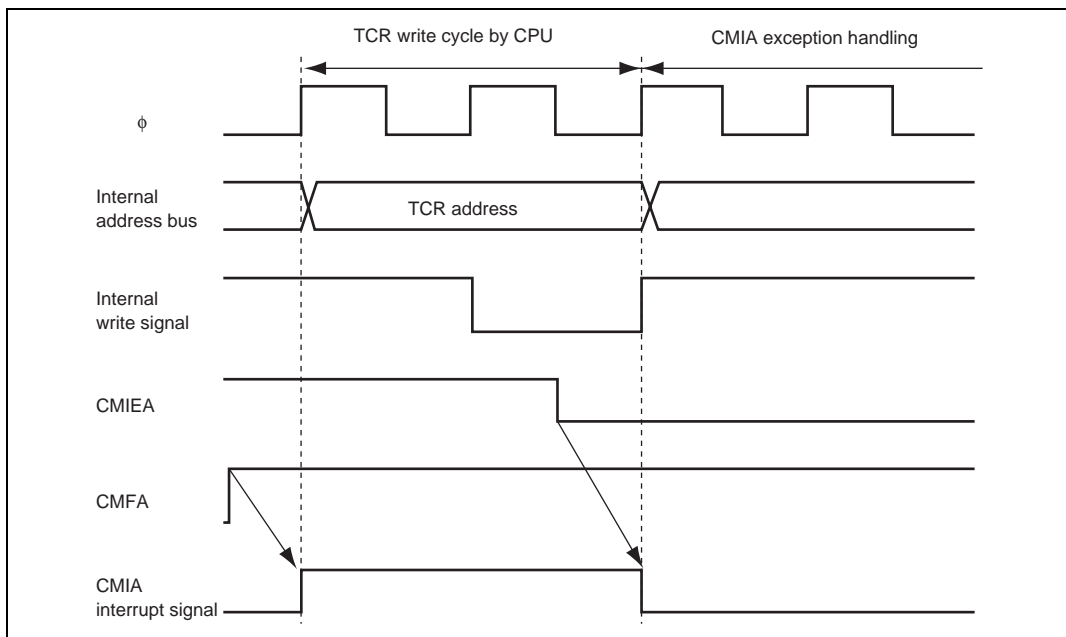 TCR write cycle by CPU
CMIA exception handling
ϕ
Internal
address bus
TCR address
Internal
write signal
CMIEA
CMFA
CMIA
interrupt signal